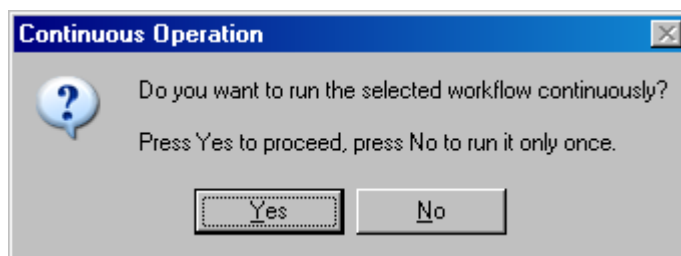 Continuous Operation
Do you want to run the selected workflow continuously?
Press Yes to proceed, press No to run it only once.
Yes No